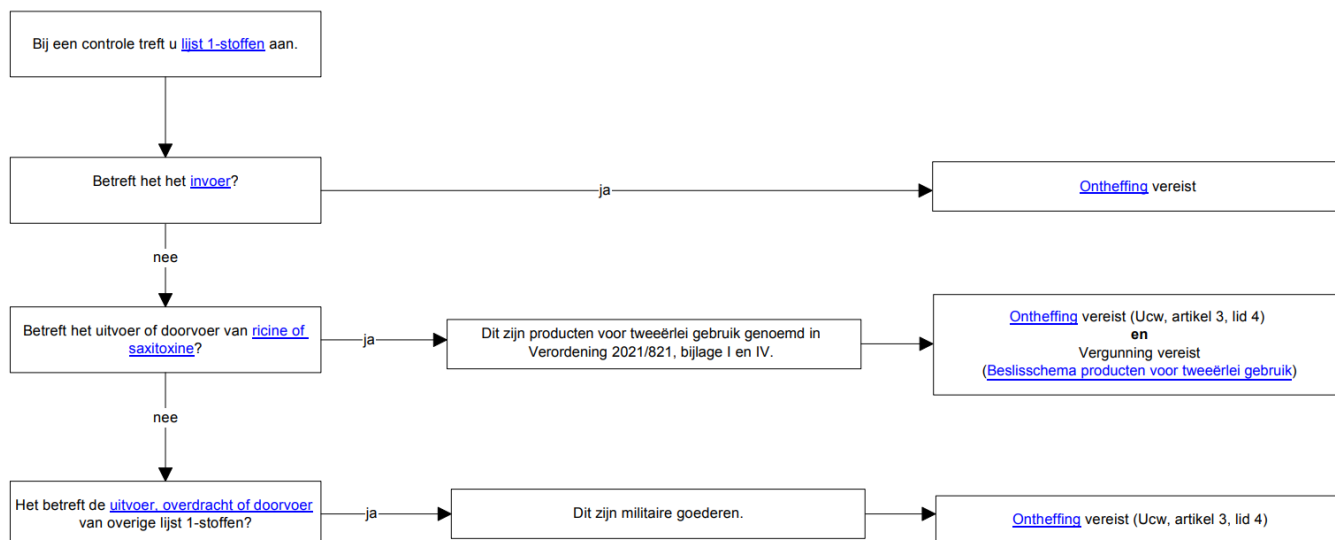 Bij een controle treft u lijst 1-stoffen aan.
Betreft het het invoer?
ja
Ontheffing vereist
nee
Betreft het uitvoer of doorvoer van ricine of
saxitoxine?
ja
Dit zijn producten voor tweeërlei gebruik genoemd in
Verordening 2021/821, bijlage I en IV.
Ontheffing vereist (Ucw, artikel 3, lid 4)
en
Vergunning vereist
(Beslisschema producten voor tweeërlei gebruik)
nee
Het betreft de uitvoer, overdracht of doorvoer
van overige lijst 1-stoffen?
ja
Dit zijn militaire goederen.
Ontheffing vereist (Ucw, artikel 3, lid 4)